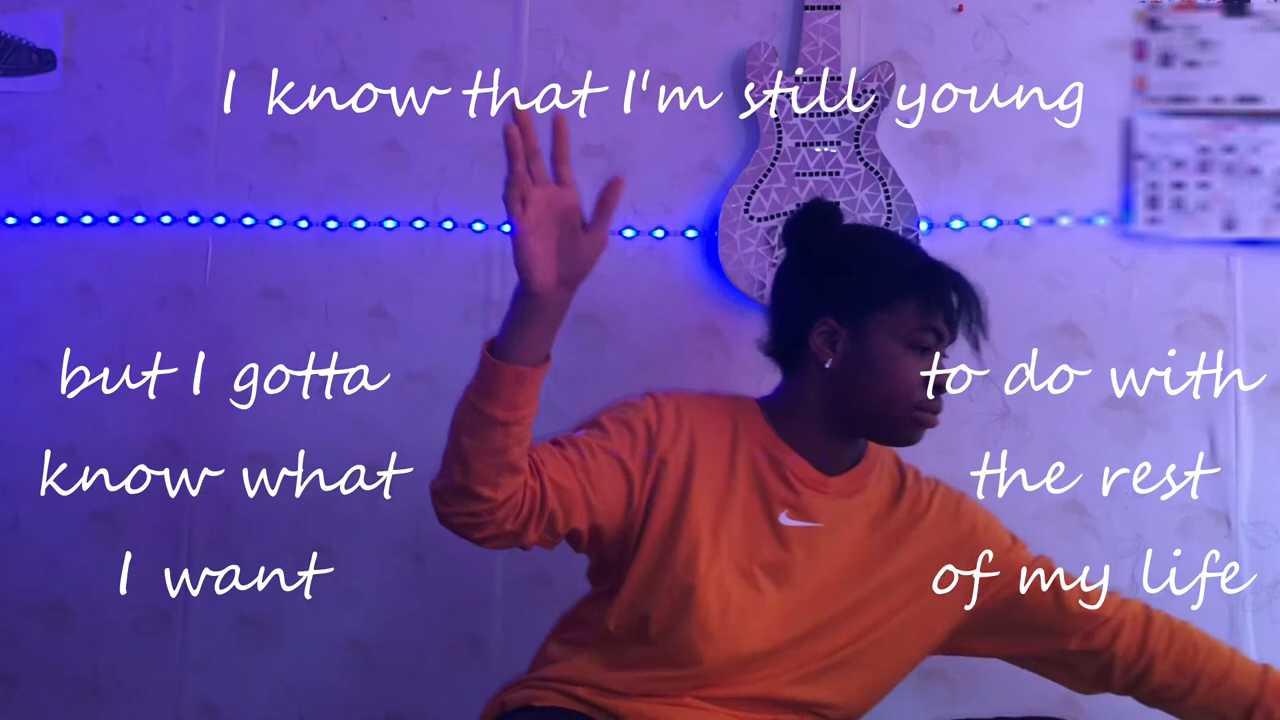 I know that I'm still young
but I gotta
know what
I want
to do with
the rest
of my life